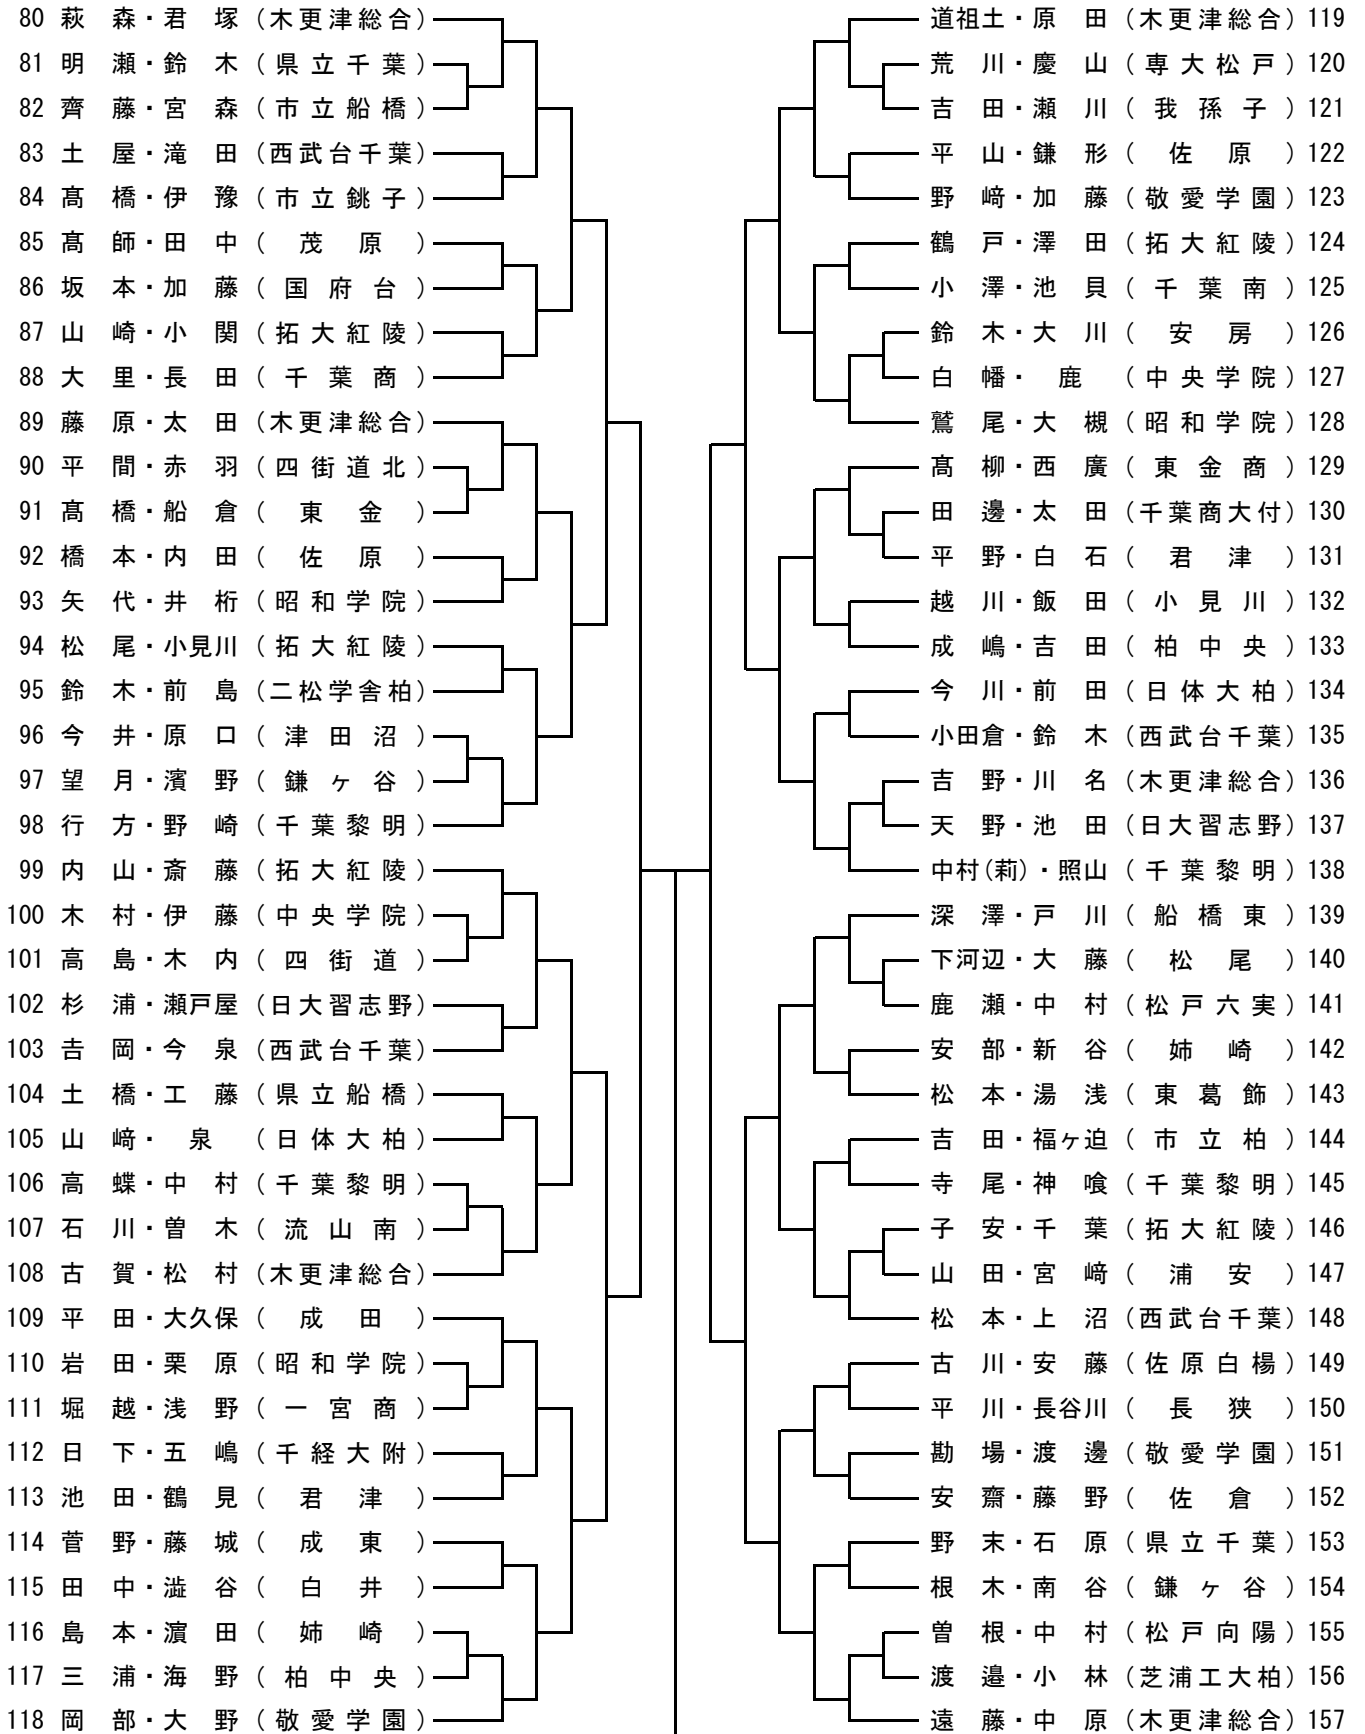 80 萩　森・君　塚 (木更津総合)
81 明　瀬・鈴　木 (県立千葉)
82 齊　藤・宮　森 (市立船橋)
83 土　屋・滝　田 (西武台千葉)
84 髙　橋・伊　豫 (市立銚子)
85 髙　師・田　中 (茂原)
86 坂　本・加　藤 (国府台)
87 山　崎・小　関 (拓大紅陵)
88 大　里・長　田 (千葉商)
89 藤　原・太　田 (木更津総合)
90 平　間・赤　羽 (四街道北)
91 髙　橋・船　倉 (東金)
92 橋　本・内　田 (佐原)
93 矢　代・井　桁 (昭和学院)
94 松　尾・小見川 (拓大紅陵)
95 鈴　木・前　島 (二松学舎柏)
96 今　井・原　口 (津田沼)
97 望　月・濱　野 (鎌ヶ谷)
98 行　方・野　崎 (千葉黎明)
99 内　山・斎　藤 (拓大紅陵)
100 木　村・伊　藤 (中央学院)
101 高　島・木　内 (四街道)
102 杉　浦・瀬戸屋 (日大習志野)
103 𠮷　岡・今　泉 (西武台千葉)
104 土　橋・工　藤 (県立船橋)
105 山　﨑・　泉　 (日体大柏)
106 高　蝶・中　村 (千葉黎明)
107 石　川・曽　木 (流山南)
108 古　賀・松　村 (木更津総合)
109 平　田・大久保 (成田)
110 岩　田・栗　原 (昭和学院)
111 堀　越・浅　野 (一宮商)
112 日　下・五　嶋 (千経大附)
113 池　田・鶴　見 (君津)
114 菅　野・藤　城 (成東)
115 田　中・澁　谷 (白井)
116 島　本・濵　田 (姉崎)
117 三　浦・海　野 (柏中央)
118 岡　部・大　野 (敬愛学園)
道祖土・原　田 (木更津総合) 119
荒　川・慶　山 (専大松戸) 120
吉　田・瀬　川 (我孫子) 121
平　山・鎌　形 (佐原) 122
野　﨑・加　藤 (敬愛学園) 123
鶴　戸・澤　田 (拓大紅陵) 124
小　澤・池　貝 (千葉南) 125
鈴　木・大　川 (安房) 126
白　幡・　鹿　 (中央学院) 127
鷲　尾・大　槻 (昭和学院) 128
髙　柳・西　廣 (東金商) 129
田　邊・太　田 (千葉商大付) 130
平　野・白　石 (君津) 131
越　川・飯　田 (小見川) 132
成　嶋・吉　田 (柏中央) 133
今　川・前　田 (日体大柏) 134
小田倉・鈴　木 (西武台千葉) 135
吉　野・川　名 (木更津総合) 136
天　野・池　田 (日大習志野) 137
中村(莉)・照山 (千葉黎明) 138
深　澤・戸　川 (船橋東) 139
下河辺・大　藤 (松尾) 140
鹿　瀬・中　村 (松戸六実) 141
安　部・新　谷 (姉崎) 142
松　本・湯　浅 (東葛飾) 143
吉　田・福ヶ迫 (市立柏) 144
寺　尾・神　喰 (千葉黎明) 145
子　安・千　葉 (拓大紅陵) 146
山　田・宮　﨑 (浦安) 147
松　本・上　沼 (西武台千葉) 148
古　川・安　藤 (佐原白楊) 149
平　川・長谷川 (長狭) 150
勘　場・渡　邊 (敬愛学園) 151
安　齋・藤　野 (佐倉) 152
野　末・石　原 (県立千葉) 153
根　木・南　谷 (鎌ヶ谷) 154
曽　根・中　村 (松戸向陽) 155
渡　邉・小　林 (芝浦工大柏) 156
遠　藤・中　原 (木更津総合) 157